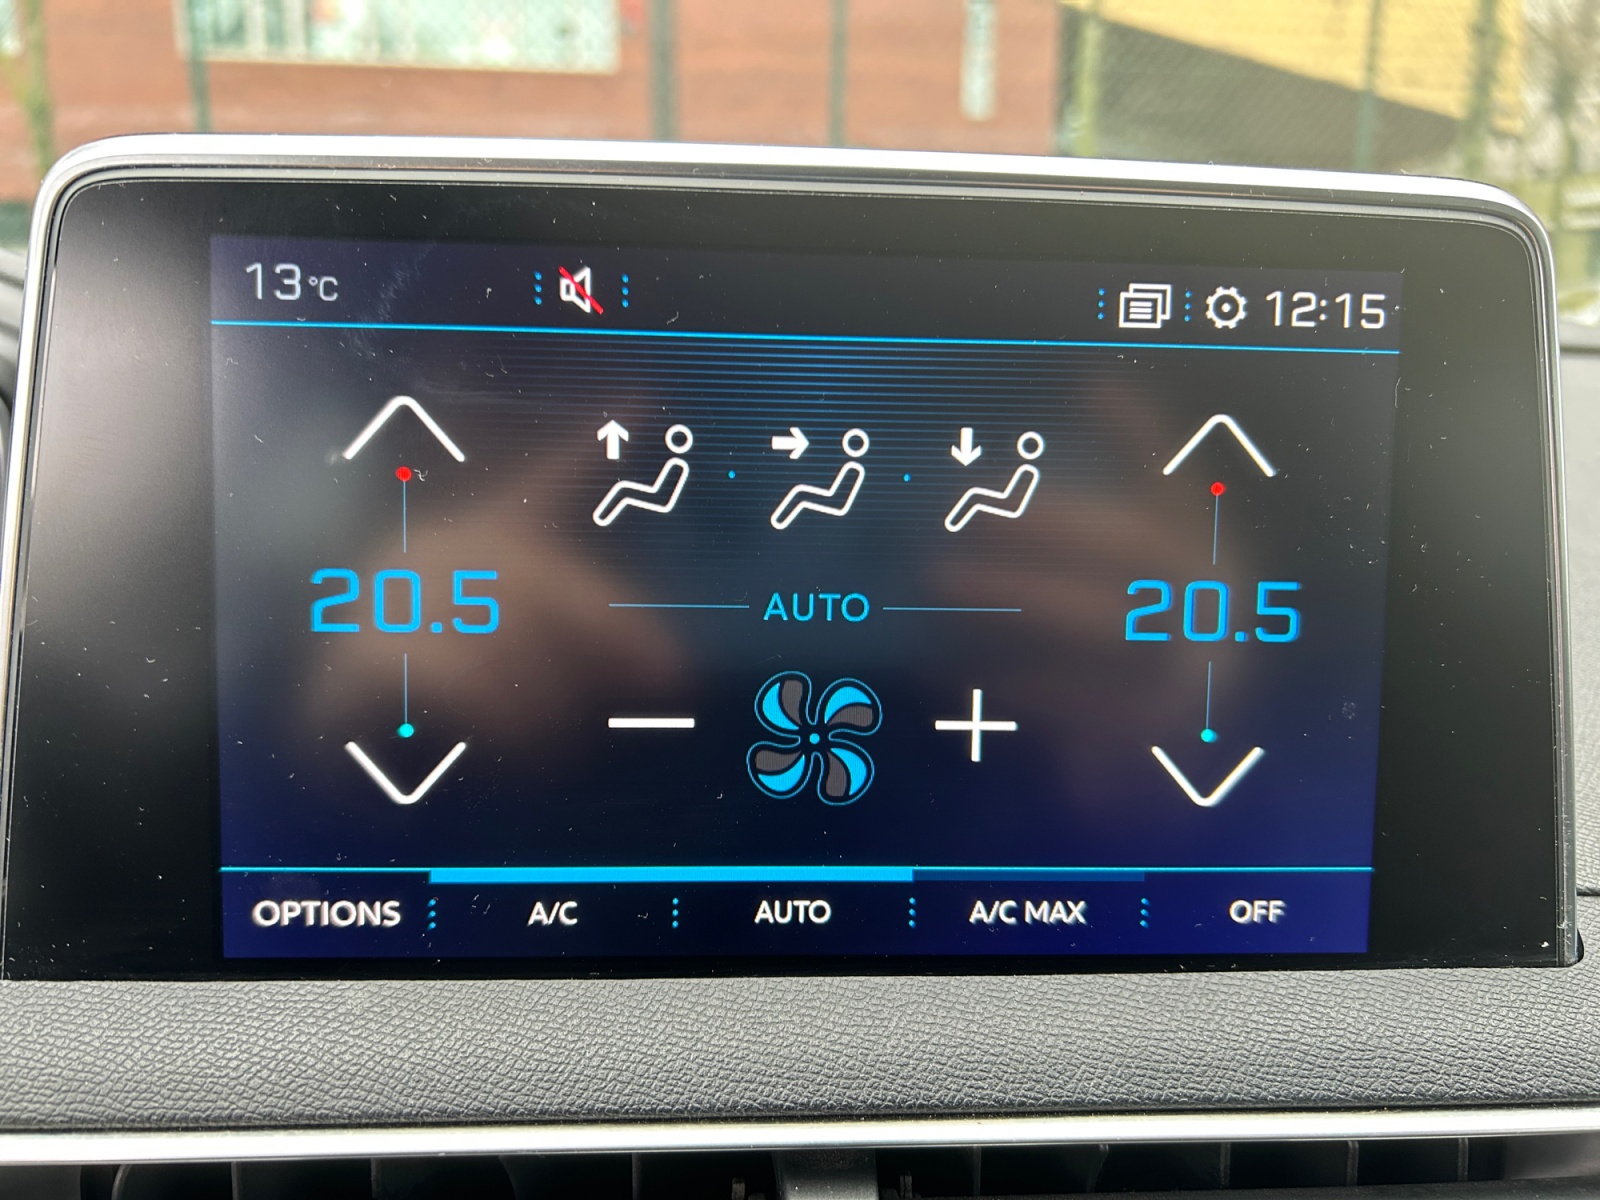 13°C 12:15
20.5 AUTO 20.5
OPTIONS A/C AUTO A/C MAX OFF